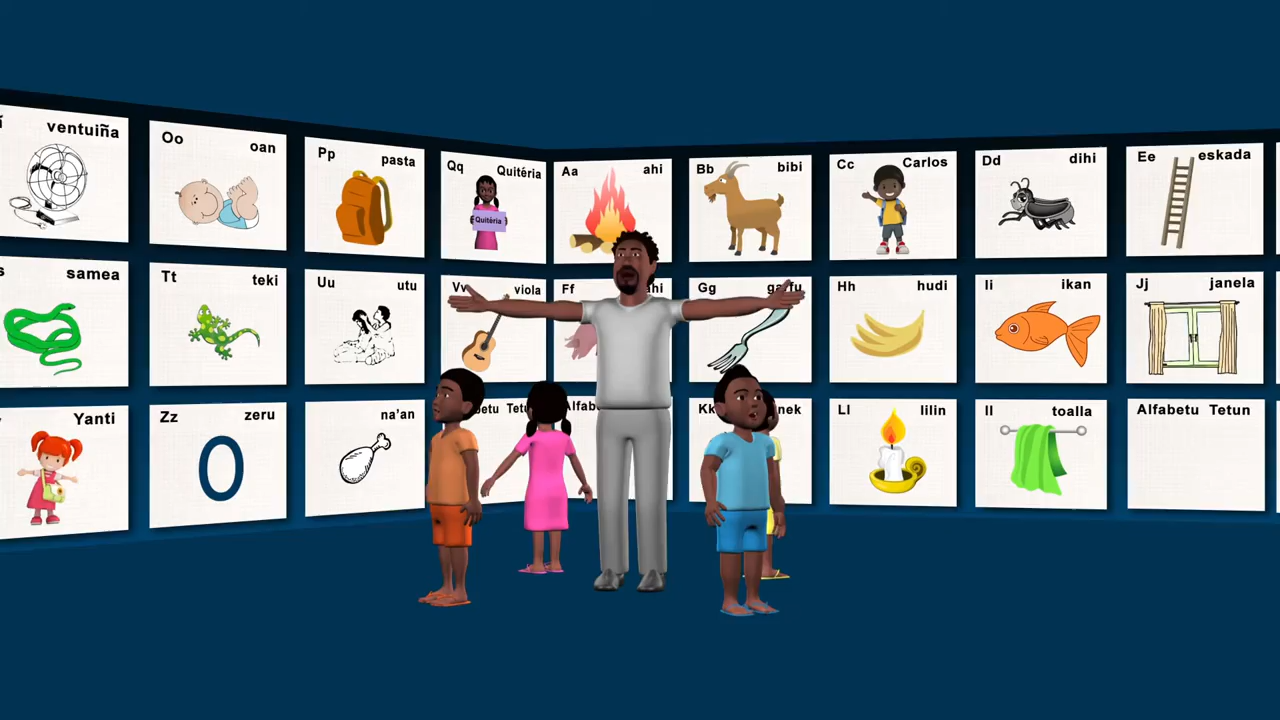 ventuiña
Oo oan
Pp pasta
Qq Quitéria
Quitéria
Aa ahi
Bb bibi
Cc Carlos
Dd dihi
Ee eskada
samea
Tt teki
Uu utu
Vv viola
Ff
Gg
Hh hudi
Ii ikan
Jj janela
Yanti
Zz zeru
na'an
Kk
Ll lilin
ll toalla
Alfabetu Tetun